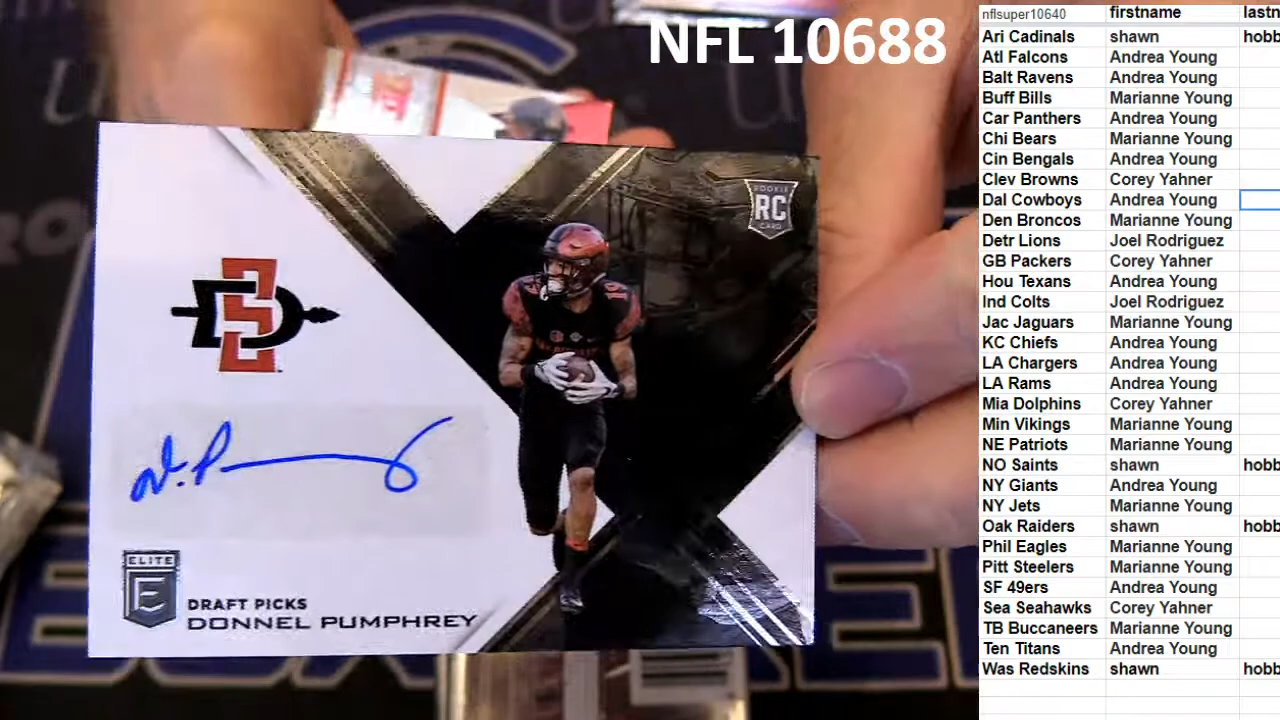 NFL 10688
ROOKIE
RC
CARD
SD
D. P
ELITE
E
DRAFT PICKS
DONNEL PUMPHREY
nflsuper10640 firstname lastn
Ari Cadinals shawn hobb
Atl Falcons Andrea Young
Balt Ravens Andrea Young
Buff Bills Marianne Young
Car Panthers Andrea Young
Chi Bears Marianne Young
Cin Bengals Andrea Young
Clev Browns Corey Yahner
Dal Cowboys Andrea Young
Den Broncos Marianne Young
Detr Lions Joel Rodriguez
GB Packers Corey Yahner
Hou Texans Andrea Young
Ind Colts Joel Rodriguez
Jac Jaguars Marianne Young
KC Chiefs Andrea Young
LA Chargers Andrea Young
LA Rams Andrea Young
Mia Dolphins Corey Yahner
Min Vikings Marianne Young
NE Patriots Marianne Young
NO Saints shawn hobb
NY Giants Andrea Young
NY Jets Marianne Young
Oak Raiders shawn hobb
Phil Eagles Marianne Young
Pitt Steelers Marianne Young
SF 49ers Andrea Young
Sea Seahawks Corey Yahner
TB Buccaneers Marianne Young
Ten Titans Andrea Young
Was Redskins shawn hobb